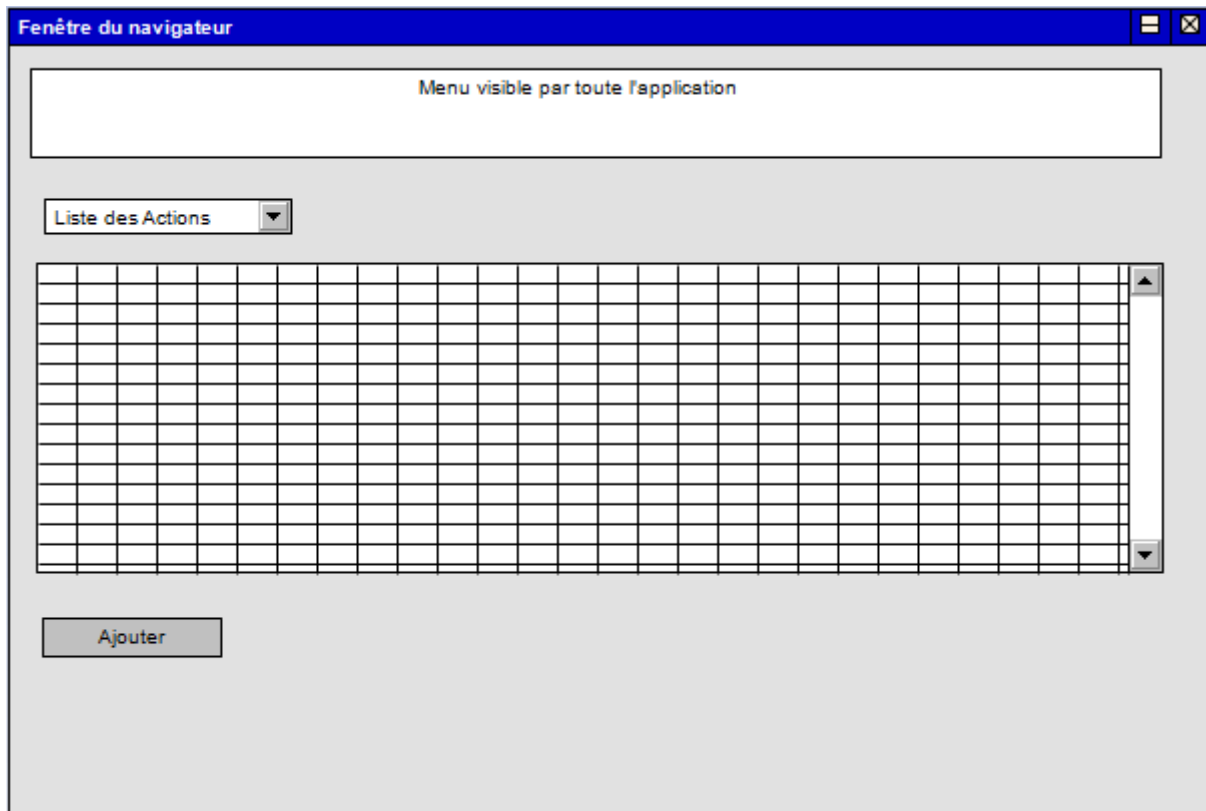 Fenêtre du navigateur
Menu visible par toute l'application
Liste des Actions
Ajouter